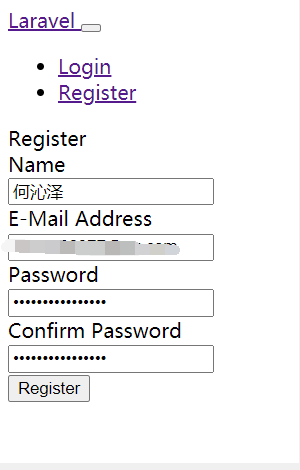 Laravel
Login
Register
Register
Name
何沁泽
E-Mail Address
Password
••••••••••••••••
Confirm Password
••••••••••••••••
Register